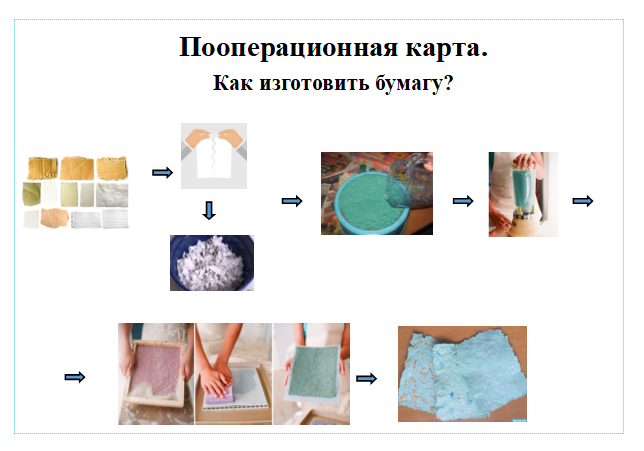 Пооперационная карта.
Как изготовить бумагу?